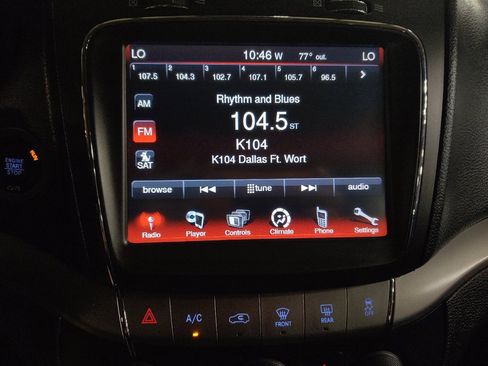 LO 10:46 W 77° out. LO
1 2 3 4 5 6
107.5 104.3 102.7 107.1 105.7 96.5
AM
Rhythm and Blues
FM
104.5 ST
K104
SAT
K104 Dallas Ft. Wort
browse tune audio
Radio Player Controls Climate Phone Settings
RUN
ENGINE
START
STOP
A/C
FRONT
REAR
OFF